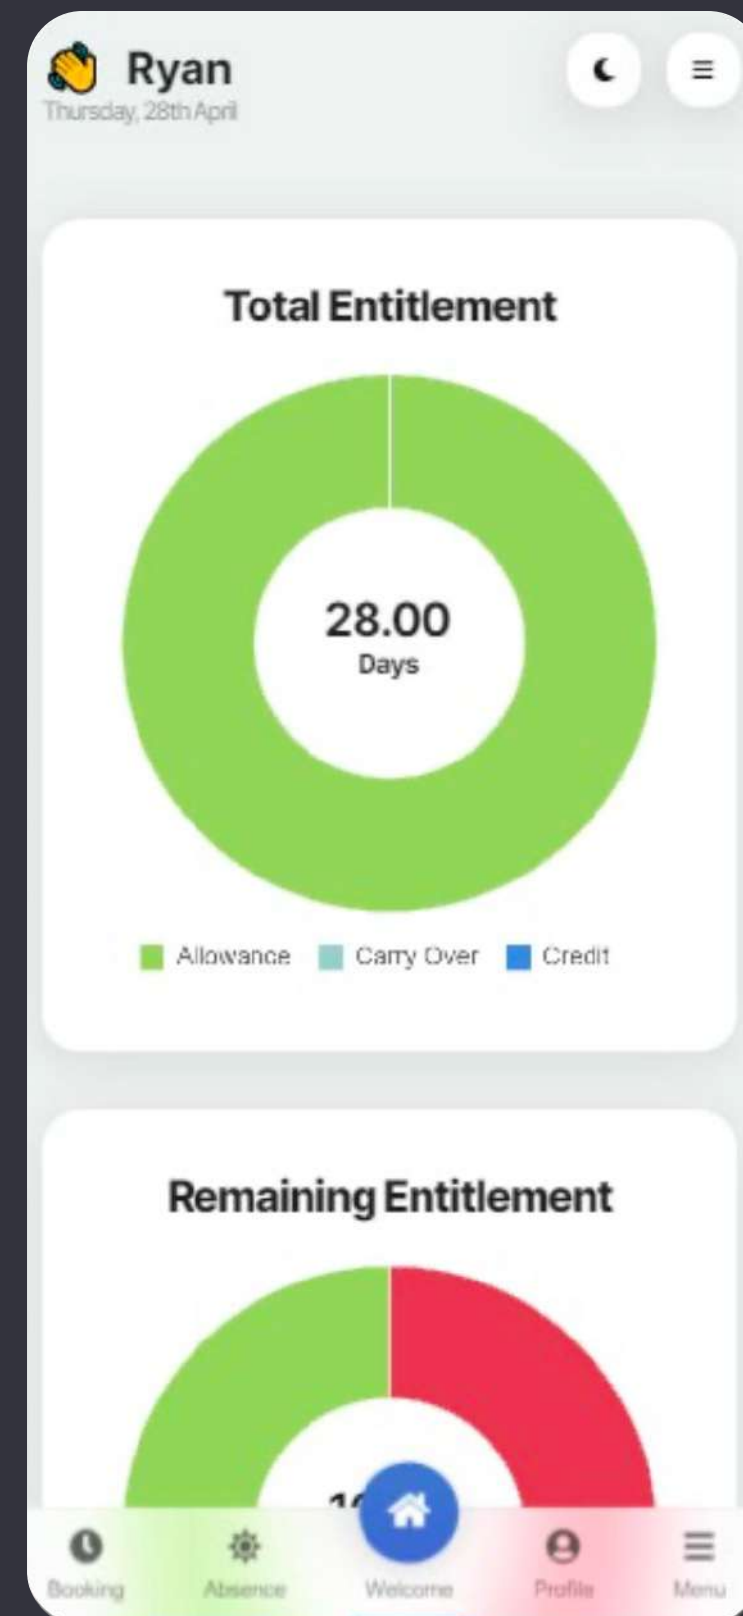 Ryan
Thursday, 28th April
Total Entitlement
28.00
Days
Allowance Carry Over Credit
Remaining Entitlement
Booking Absence Welcome Profile Menu